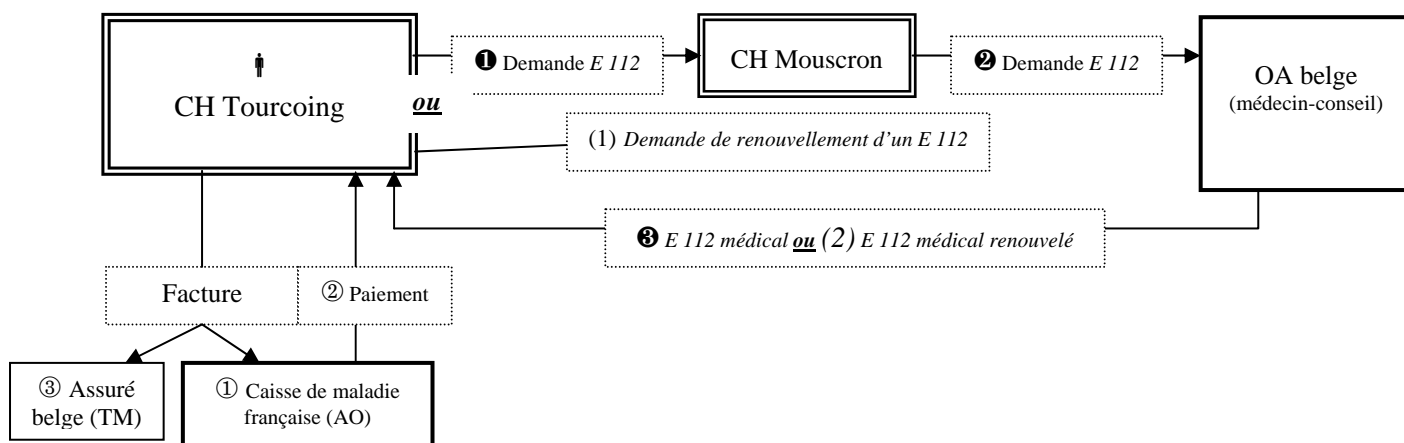 CH Tourcoing
ou
❶ Demande E 112
CH Mouscron
❷ Demande E 112
OA belge
(médecin-conseil)
(1) Demande de renouvellement d’un E 112
❸ E 112 médical ou (2) E 112 médical renouvelé
Facture
② Paiement
③ Assuré
belge (TM)
① Caisse de maladie
française (AO)